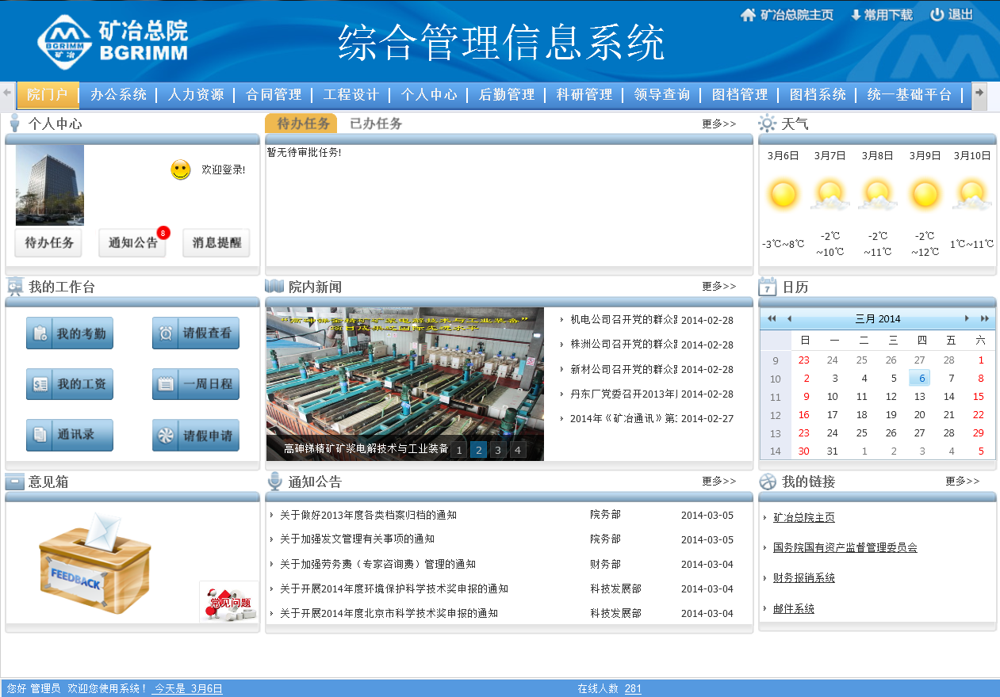 矿冶总院
BGRIMM
BGRIMM
矿冶
综合管理信息系统
矿冶总院主页 常用下载 退出
院门户 办公系统 人力资源 合同管理 工程设计 个人中心 后勤管理 科研管理 领导查询 图档管理 图档系统 统一基础平台
个人中心
欢迎登录!
待办任务 通知公告 8 消息提醒
待办任务 已办任务 更多>>
暂无待审批任务!
天气
3月6日 3月7日 3月8日 3月9日 3月10日
-3℃~8℃ -2℃~10℃ -2℃~11℃ -2℃~12℃ 1℃~11℃
我的工作台
我的考勤 请假查看
我的工资 一周日程
通讯录 请假申请
院内新闻 更多>>
高砷锑精矿矿浆电解技术与工业装备 1 2 3 4
机电公司召开党的群众 2014-02-28
株洲公司召开党的群众 2014-02-28
新材公司召开党的群众 2014-02-28
丹东厂党委召开2013年 2014-02-28
2014年《矿冶通讯》第 2014-02-27
7 日历
三月 2014
日 一 二 三 四 五 六
9 23 24 25 26 27 28 1
10 2 3 4 5 6 7 8
11 9 10 11 12 13 14 15
12 16 17 18 19 20 21 22
13 23 24 25 26 27 28 29
14 30 31 1 2 3 4 5
意见箱
FEEDBACK
常见问题
通知公告 更多>>
关于做好2013年度各类档案归档的通知 院务部 2014-03-05
关于加强发文管理有关事项的通知 院务部 2014-03-05
关于加强劳务费（专家咨询费）管理的通知 财务部 2014-03-04
关于开展2014年度环境保护科学技术奖申报的通知 科技发展部 2014-03-04
关于开展2014年度北京市科学技术奖申报的通知 科技发展部 2014-03-04
我的链接 更多>>
矿冶总院主页
国务院国有资产监督管理委员会
财务报销系统
邮件系统
您好 管理员 欢迎您使用系统！ 今天是 3月6日 在线人数 281